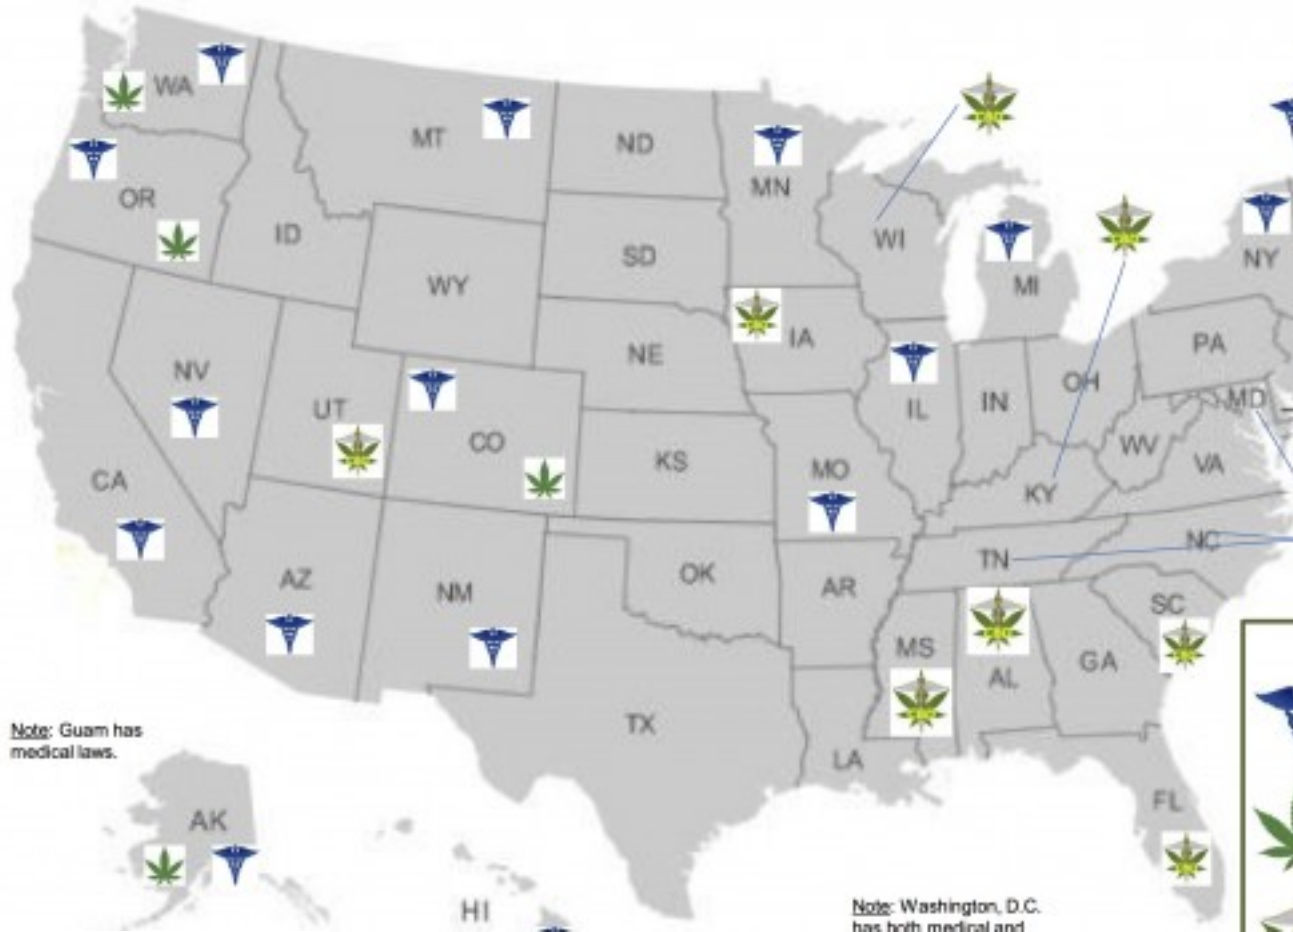 WA
MT
ND
MN
OR
ID
WI
SD
NY
WY
MI
IA
PA
NE
NV
OH
MD
UT
IN
IL
CO
WV
KS
MO
VA
CA
KY
NC
TN
OK
AZ
AR
NM
SC
MS
GA
AL
TX
Note: Guam has
medical laws.
LA
FL
AK
HI
Note: Washington, D.C.
has both medical and